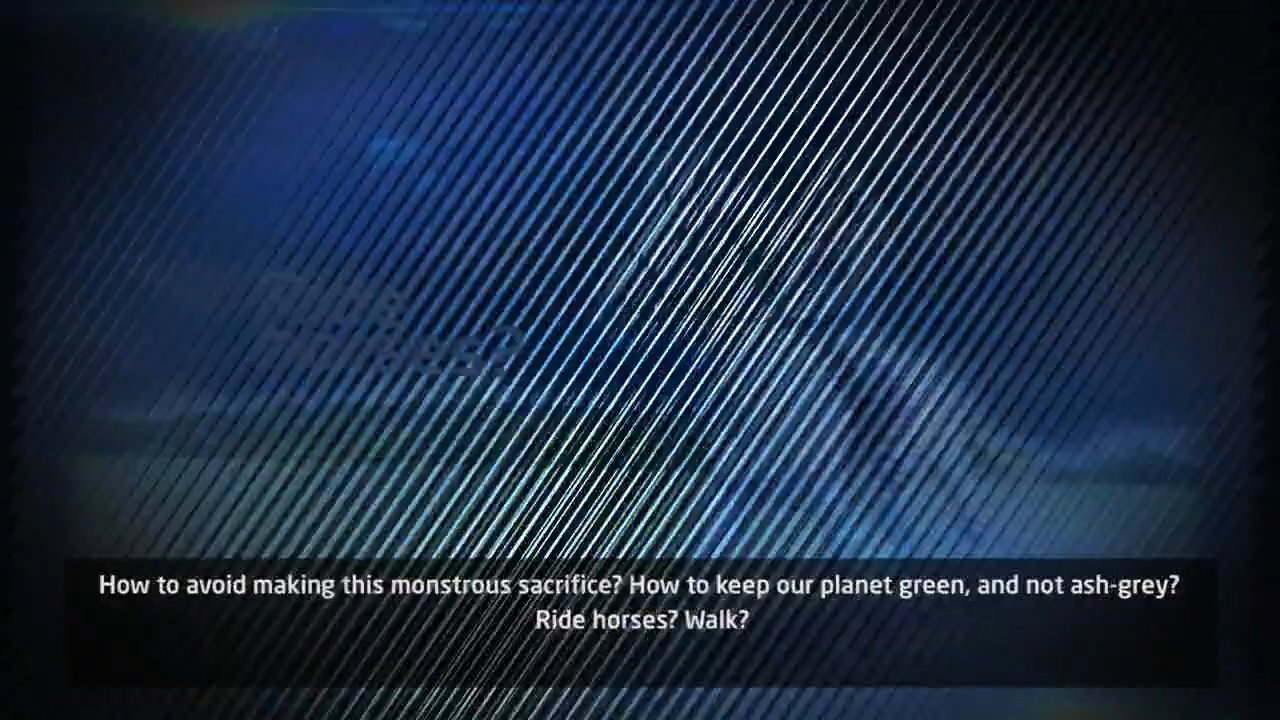 How to avoid making this monstrous sacrifice? How to keep our planet green, and not ash-grey?
Ride horses? Walk?